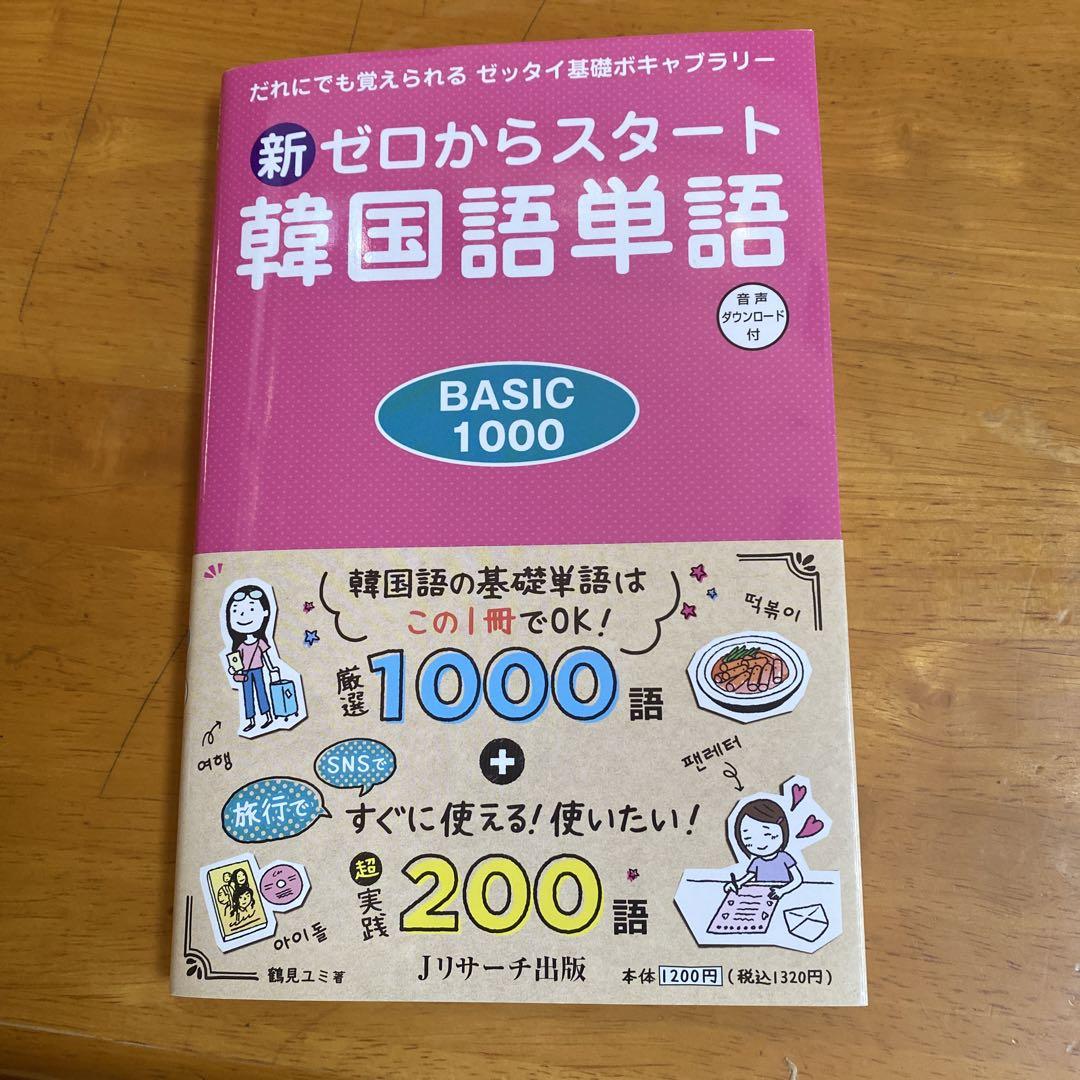 だれにでも覚えられる ゼッタイ基礎ボキャブラリー
新 ゼロからスタート
韓国語単語
音声
ダウンロード
付
BASIC
1000
韓国語の基礎単語は
この1冊でOK!
떡볶이
厳選1000語
여행
+
팬레터
SNSで
旅行で
すぐに使える!使いたい!
超実践200語
아이돌
鶴見ユミ著
Jリサーチ出版
本体1200円(税込1320円)